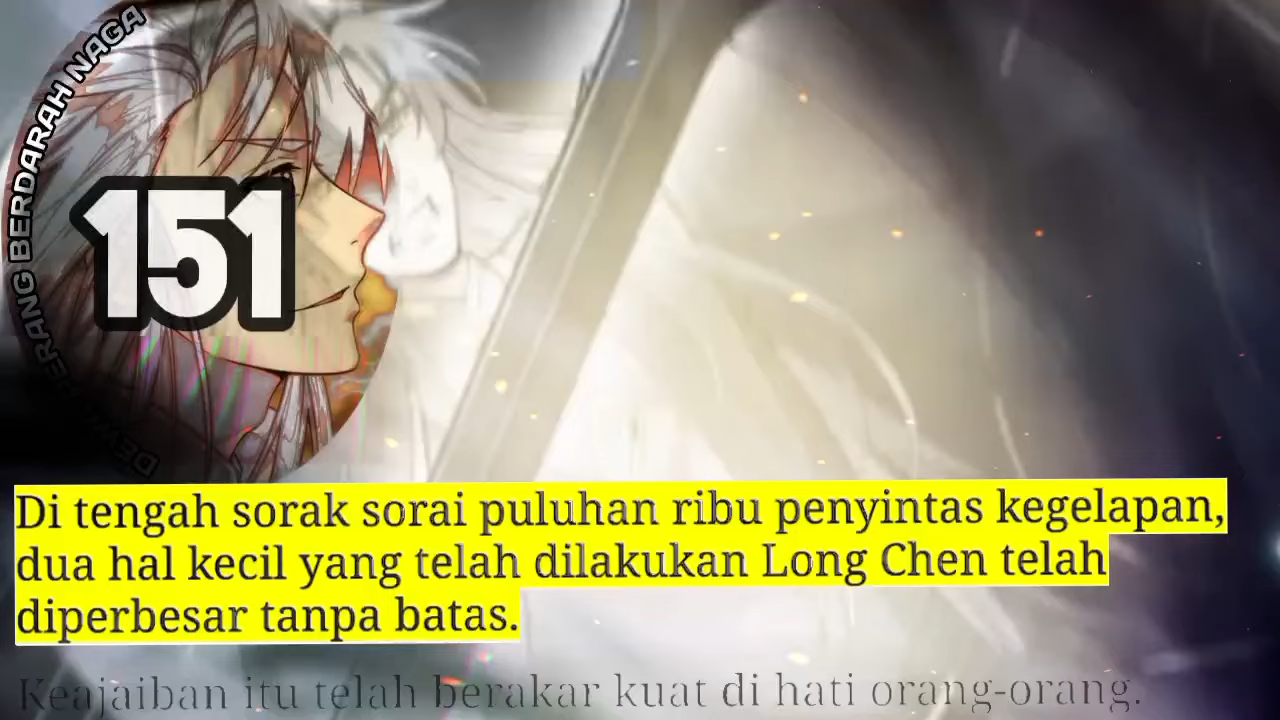 DEWA PERANG BERDARAH NAGA
151
Di tengah sorak sorai puluhan ribu penyintas kegelapan,
dua hal kecil yang telah dilakukan Long Chen telah
diperbesar tanpa batas.
Keajaiban itu telah berakar kuat di hati orang-orang.